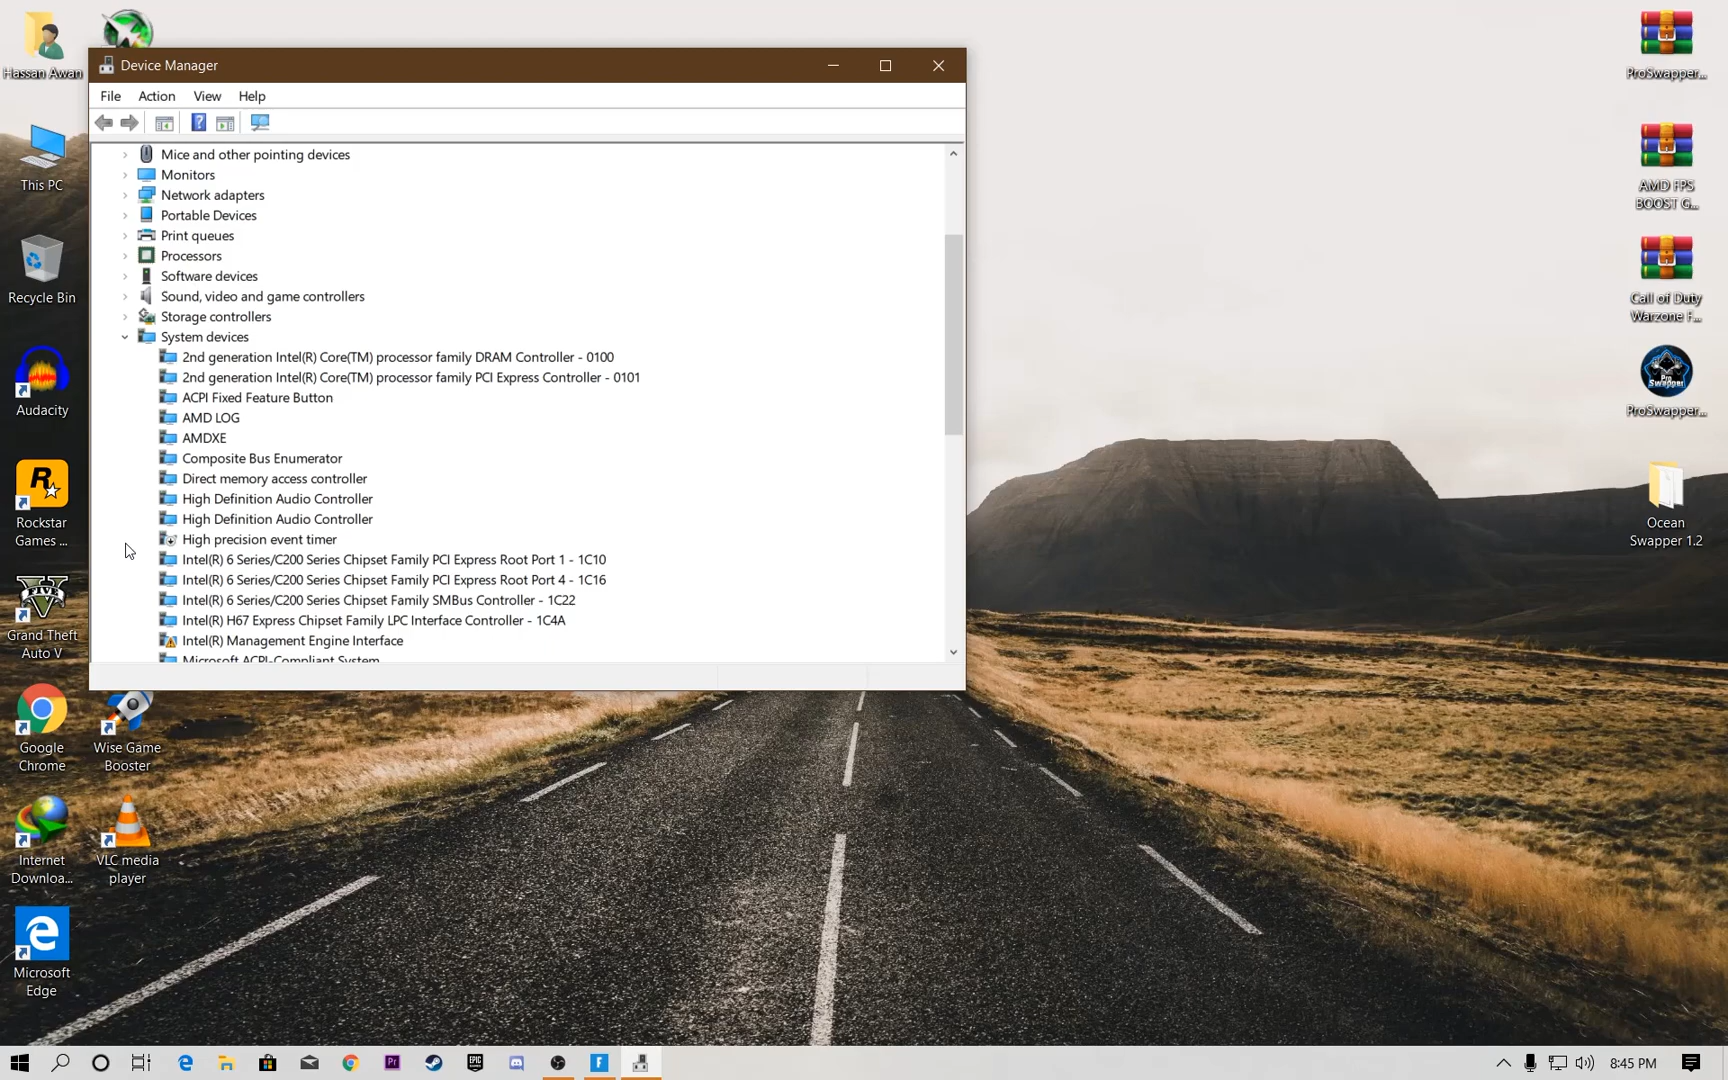 Hassan Awan
This PC
Recycle Bin
Audacity
Rockstar
Games ...
Grand Theft
Auto V
Google
Chrome
Wise Game
Booster
Internet
Downloa...
VLC media
player
Microsoft
Edge
Device Manager
File Action View Help
Mice and other pointing devices
Monitors
Network adapters
Portable Devices
Print queues
Processors
Software devices
Sound, video and game controllers
Storage controllers
System devices
2nd generation Intel(R) Core(TM) processor family DRAM Controller - 0100
2nd generation Intel(R) Core(TM) processor family PCI Express Controller - 0101
ACPI Fixed Feature Button
AMD LOG
AMDXE
Composite Bus Enumerator
Direct memory access controller
High Definition Audio Controller
High Definition Audio Controller
High precision event timer
Intel(R) 6 Series/C200 Series Chipset Family PCI Express Root Port 1 - 1C10
Intel(R) 6 Series/C200 Series Chipset Family PCI Express Root Port 4 - 1C16
Intel(R) 6 Series/C200 Series Chipset Family SMBus Controller - 1C22
Intel(R) H67 Express Chipset Family LPC Interface Controller - 1C4A
Intel(R) Management Engine Interface
Microsoft ACPI-Compliant System
ProSwapper...
AMD FPS
BOOST G...
Call of Duty
Warzone F...
ProSwapper...
Ocean
Swapper 1.2
8:45 PM